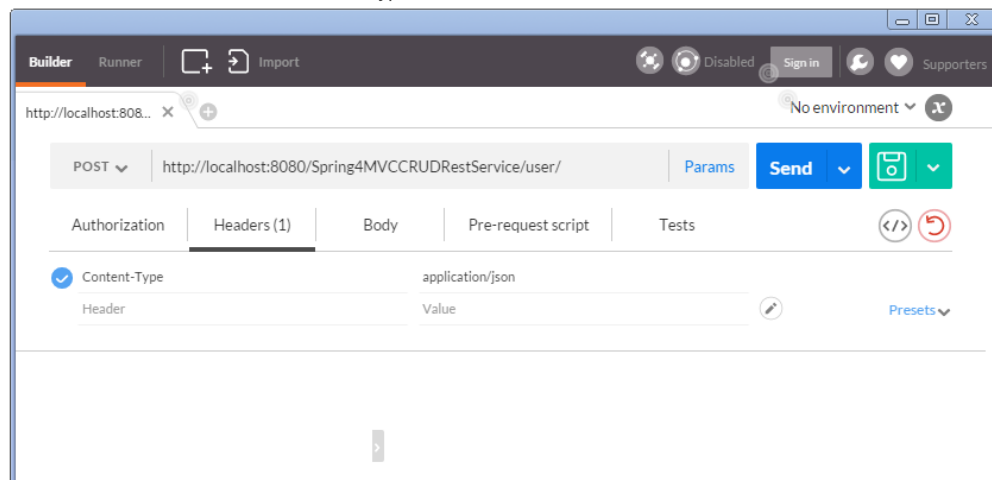 Builder Runner Import Disabled Sign in Supporters
http://localhost:808... No environment
POST http://localhost:8080/Spring4MVCCRUDRestService/user/ Params Send
Authorization Headers (1) Body Pre-request script Tests
Content-Type application/json
Header Value Presets